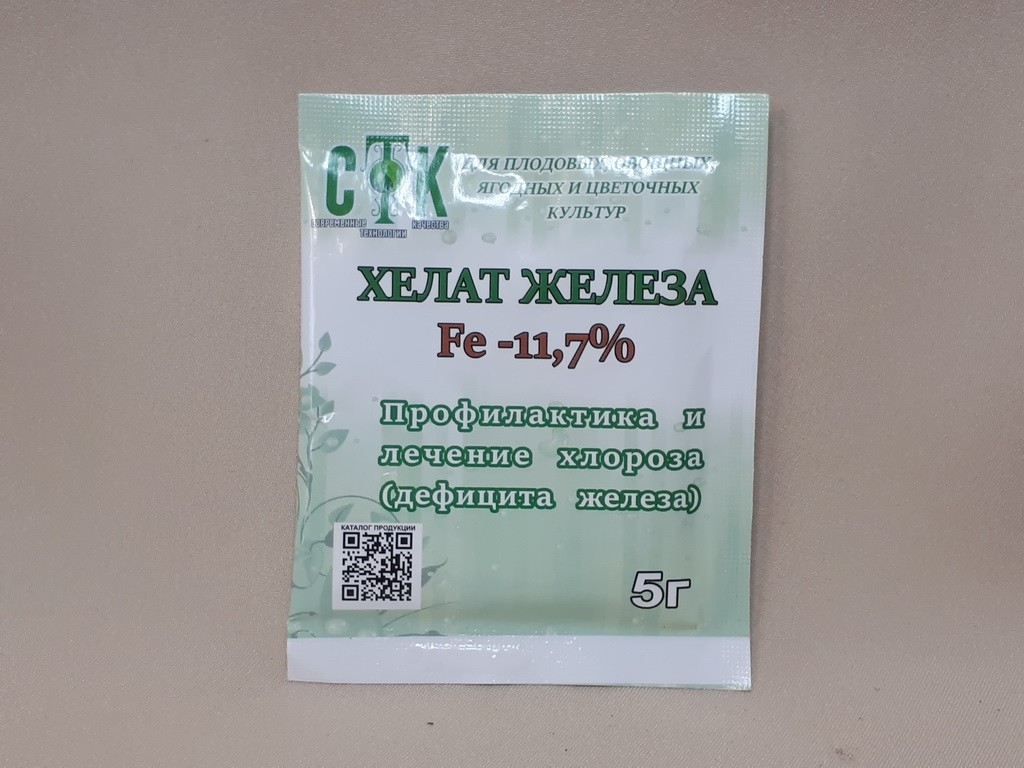 СТК
СОВРЕМЕННЫЕ
ТЕХНОЛОГИИ
КАЧЕСТВА
ДЛЯ ПЛОДОВЫХ, ОВОЩНЫХ,
ЯГОДНЫХ И ЦВЕТОЧНЫХ
КУЛЬТУР
ХЕЛАТ ЖЕЛЕЗА
Fe -11,7%
Профилактика и
лечение хлороза
(дефицита железа)
КАТАЛОГ ПРОДУКЦИИ
5г